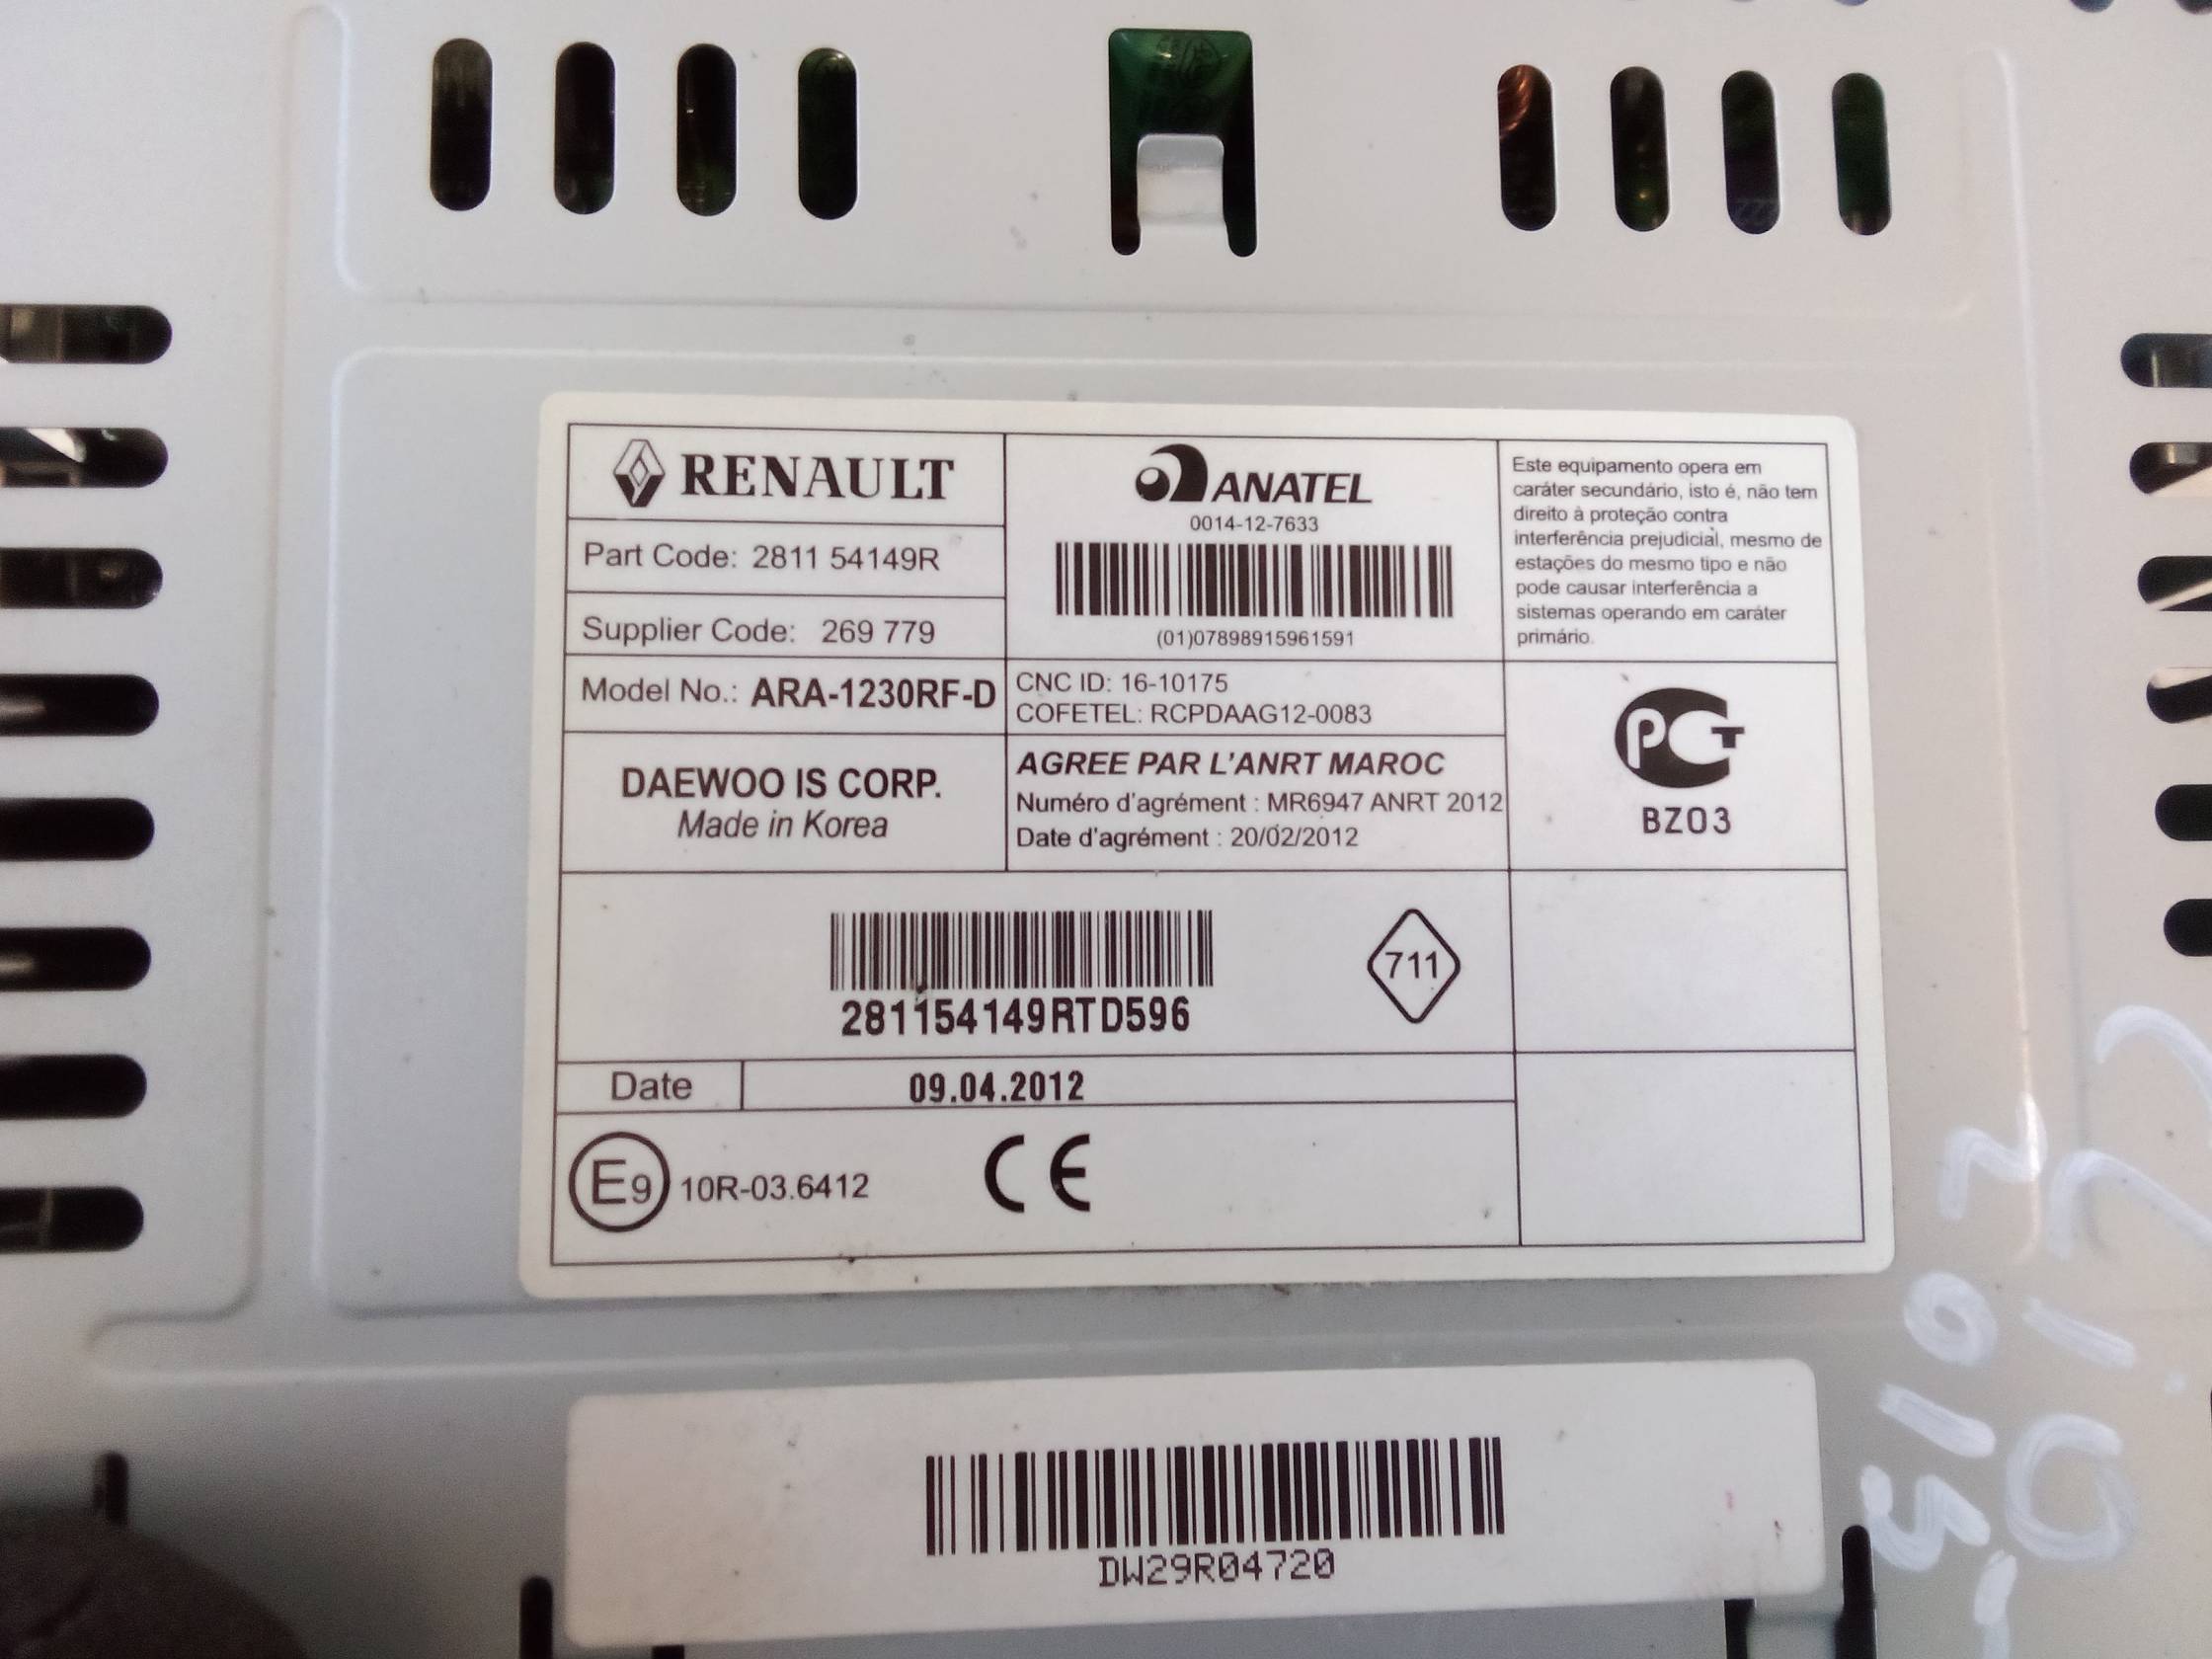 RENAULT
Part Code: 2811 54149R
Supplier Code: 269 779
Model No.: ARA-1230RF-D
DAEWOO IS CORP.
Made in Korea
ANATEL
0014-12-7633
(01)07898915961591
CNC ID: 16-10175
COFETEL: RCPDAAG12-0083
AGREE PAR L'ANRT MAROC
Numéro d'agrément : MR6947 ANRT 2012
Date d'agrément : 20/02/2012
Este equipamento opera em
caráter secundário, isto é, não tem
direito à proteção contra
interferência prejudicial, mesmo de
estações do mesmo tipo e não
pode causar interferência a
sistemas operando em caráter
primário.
PCT
BZ03
281154149RTD596
711
Date 09.04.2012
E9 10R-03.6412
CE
DW29R04720
2013